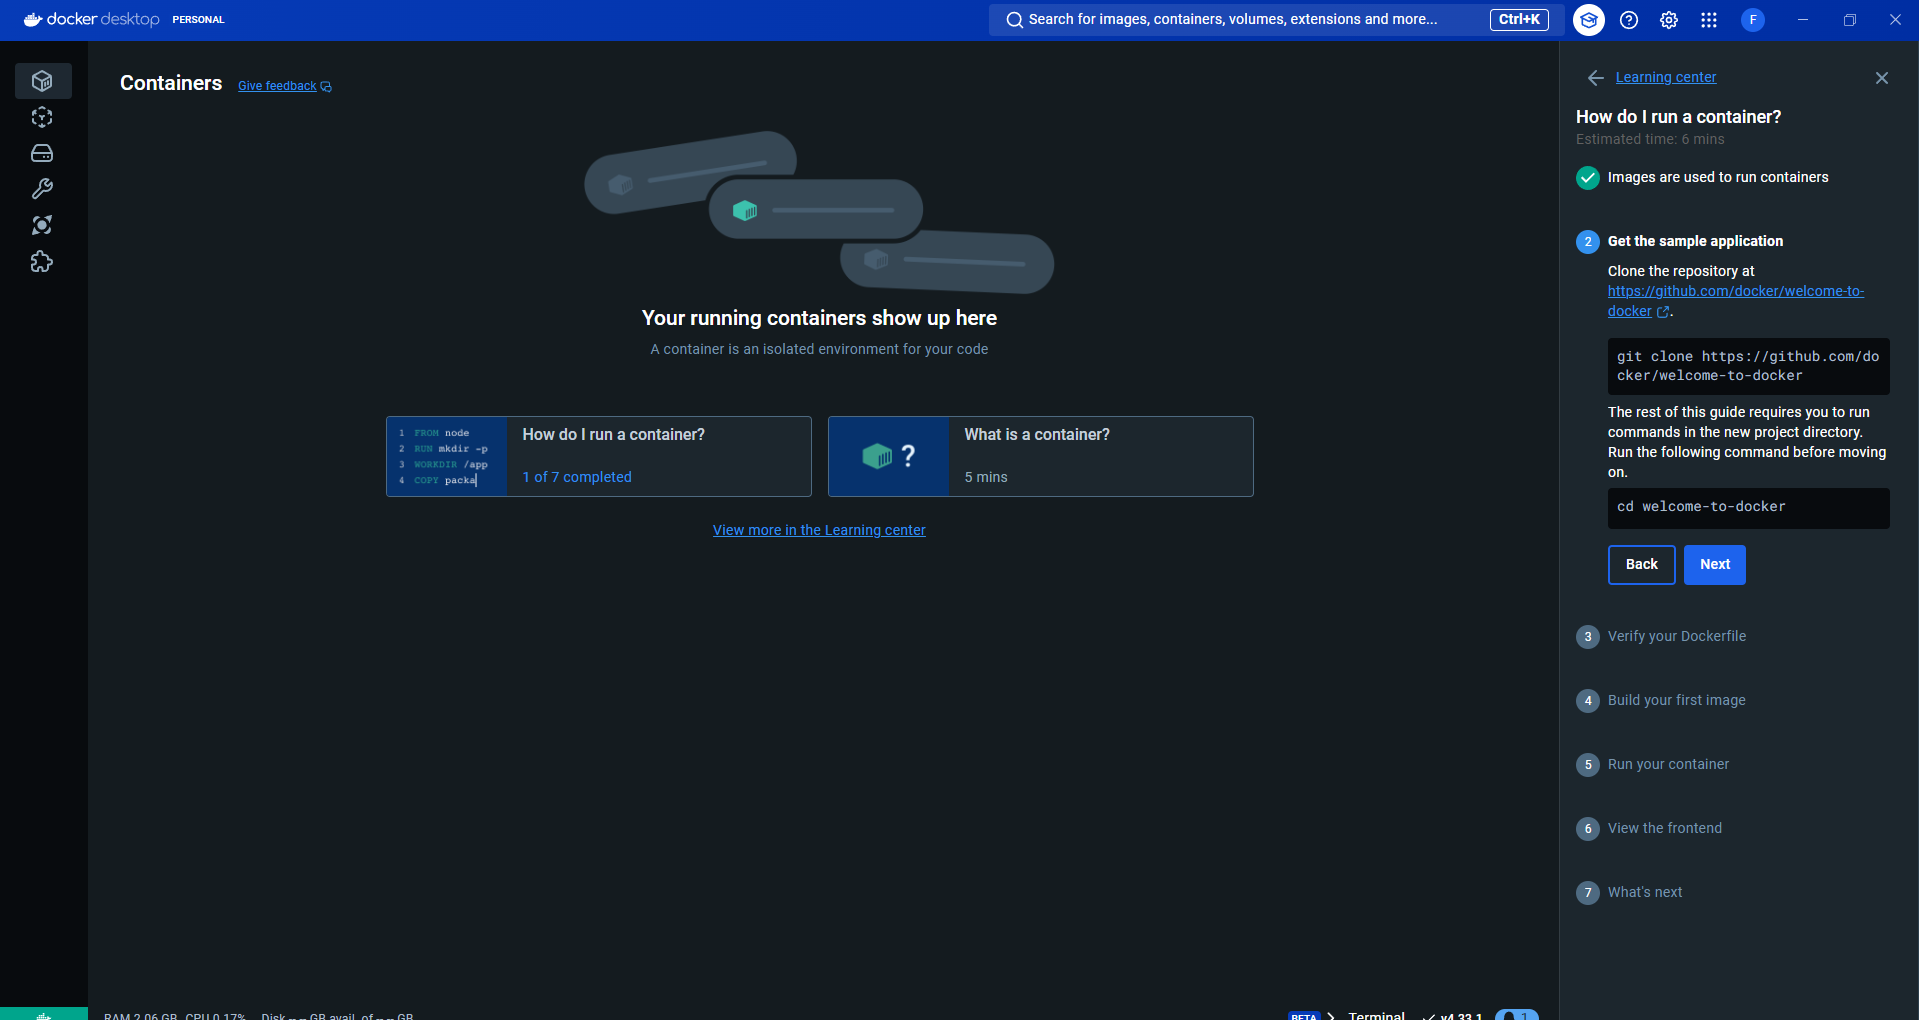 docker desktop PERSONAL
Search for images, containers, volumes, extensions and more... Ctrl+K
F
Containers Give feedback
Your running containers show up here
A container is an isolated environment for your code
1 FROM node
2 RUN mkdir -p
3 WORKDIR /app
4 COPY packa
How do I run a container?
1 of 7 completed
?
What is a container?
5 mins
View more in the Learning center
Learning center
How do I run a container?
Estimated time: 6 mins
Images are used to run containers
2 Get the sample application
Clone the repository at
https://github.com/docker/welcome-to-
docker .
git clone https://github.com/do
cker/welcome-to-docker
The rest of this guide requires you to run
commands in the new project directory.
Run the following command before moving
on.
cd welcome-to-docker
Back Next
3 Verify your Dockerfile
4 Build your first image
5 Run your container
6 View the frontend
7 What's next
RAM 2.06 GB CPU 0.17% Disk -.-- GB avail. of -.-- GB
BETA Terminal v4.33.1 1